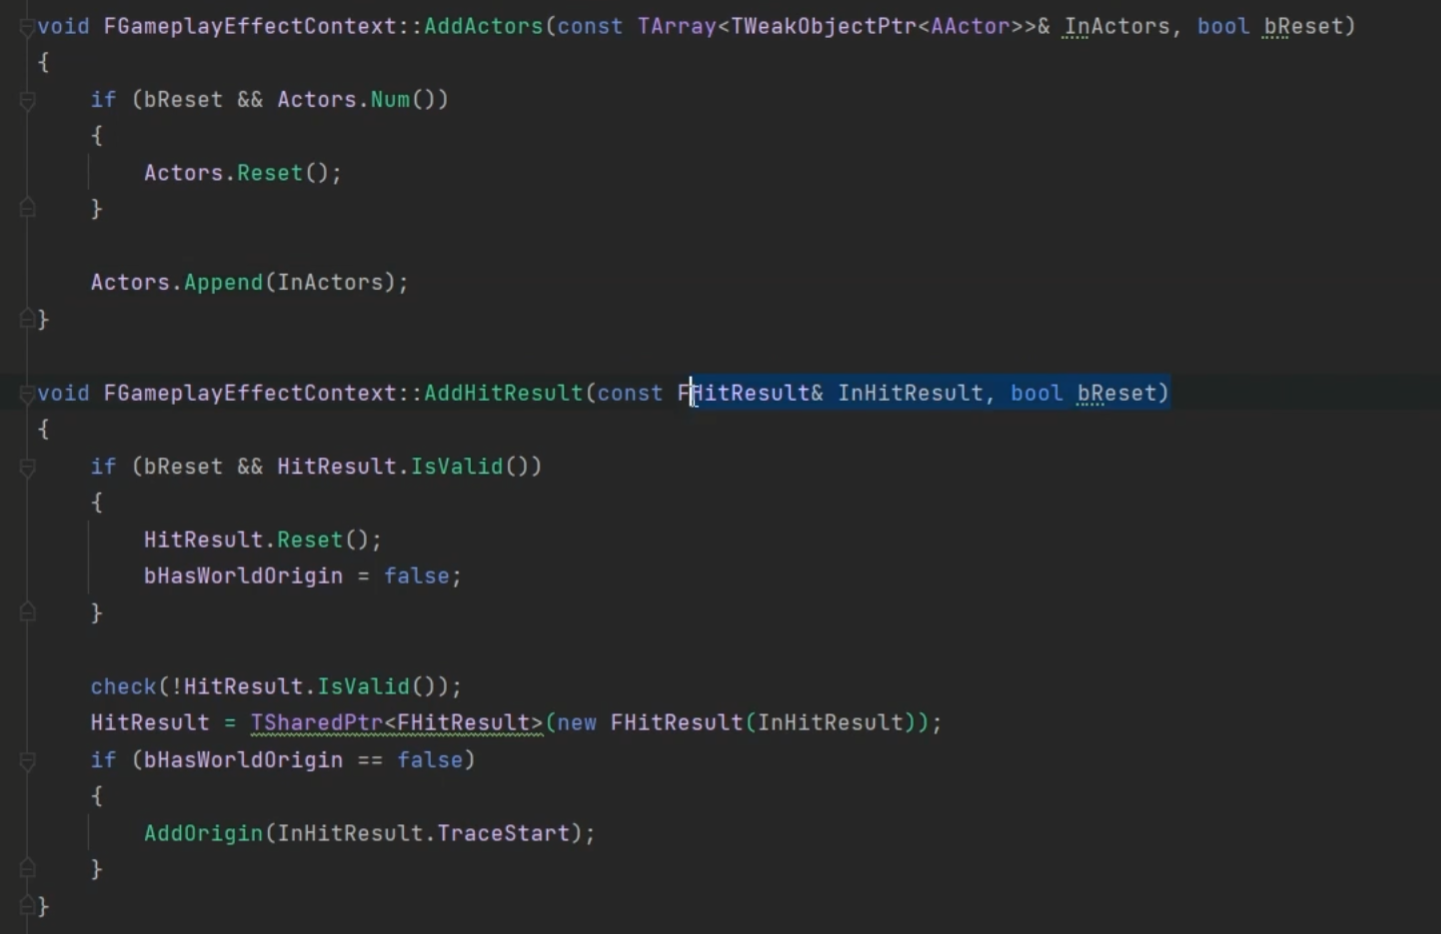 void FGameplayEffectContext::AddActors(const TArray<TWeakObjectPtr<AActor>>& InActors, bool bReset)
{
    if (bReset && Actors.Num())
    {
        Actors.Reset();
    }

    Actors.Append(InActors);
}

void FGameplayEffectContext::AddHitResult(const FHitResult& InHitResult, bool bReset)
{
    if (bReset && HitResult.IsValid())
    {
        HitResult.Reset();
        bHasWorldOrigin = false;
    }

    check(!HitResult.IsValid());
    HitResult = TSharedPtr<FHitResult>(new FHitResult(InHitResult));
    if (bHasWorldOrigin == false)
    {
        AddOrigin(InHitResult.TraceStart);
    }
}